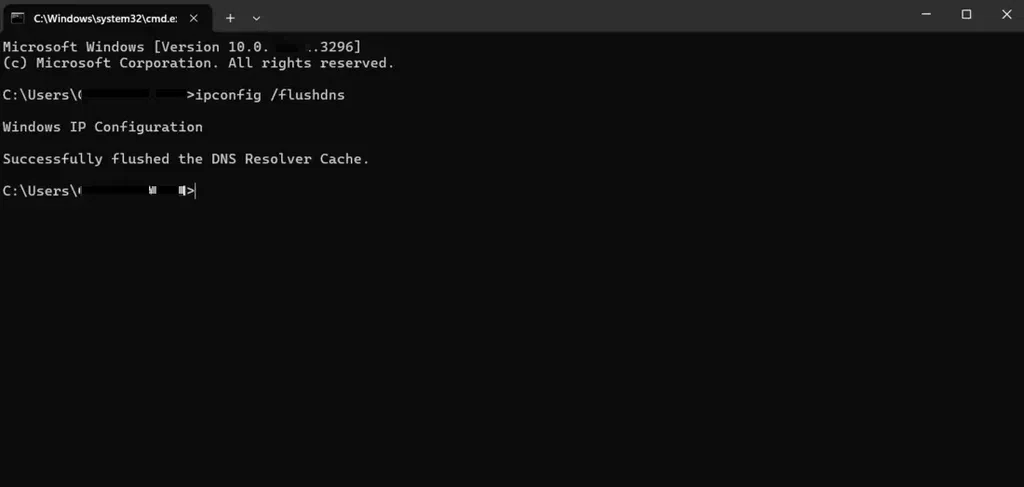 C:\Windows\system32\cmd.e
Microsoft Windows [Version 10.0. .3296]
(c) Microsoft Corporation. All rights reserved.
C:\Users\ >ipconfig /flushdns
Windows IP Configuration
Successfully flushed the DNS Resolver Cache.
C:\Users\ >